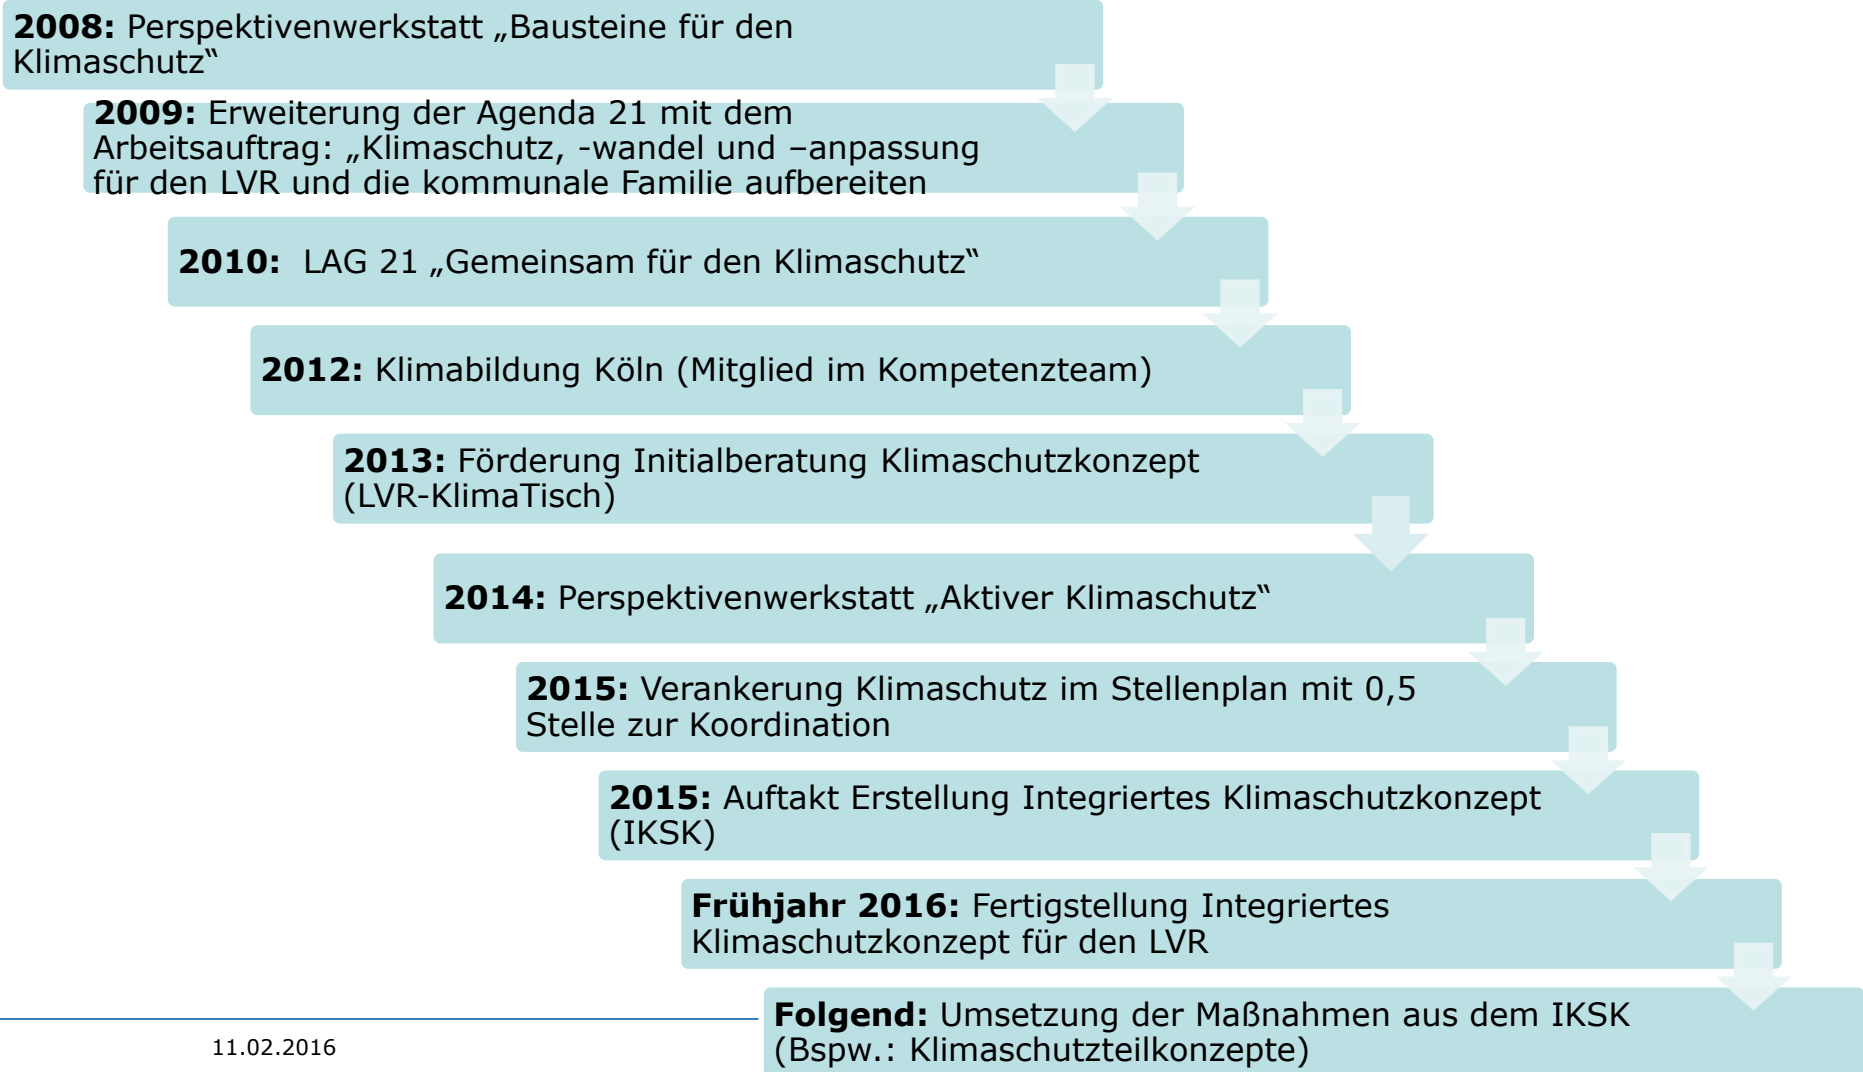 2008: Perspektivenwerkstatt „Bausteine für den
Klimaschutz“
2009: Erweiterung der Agenda 21 mit dem
Arbeitsauftrag: „Klimaschutz, -wandel und –anpassung
für den LVR und die kommunale Familie aufbereiten
2010: LAG 21 „Gemeinsam für den Klimaschutz“
2012: Klimabildung Köln (Mitglied im Kompetenzteam)
2013: Förderung Initialberatung Klimaschutzkonzept
(LVR-KlimaTisch)
2014: Perspektivenwerkstatt „Aktiver Klimaschutz“
2015: Verankerung Klimaschutz im Stellenplan mit 0,5
Stelle zur Koordination
2015: Auftakt Erstellung Integriertes Klimaschutzkonzept
(IKSK)
Frühjahr 2016: Fertigstellung Integriertes
Klimaschutzkonzept für den LVR
Folgend: Umsetzung der Maßnahmen aus dem IKSK
(Bspw.: Klimaschutzteilkonzepte)
11.02.2016